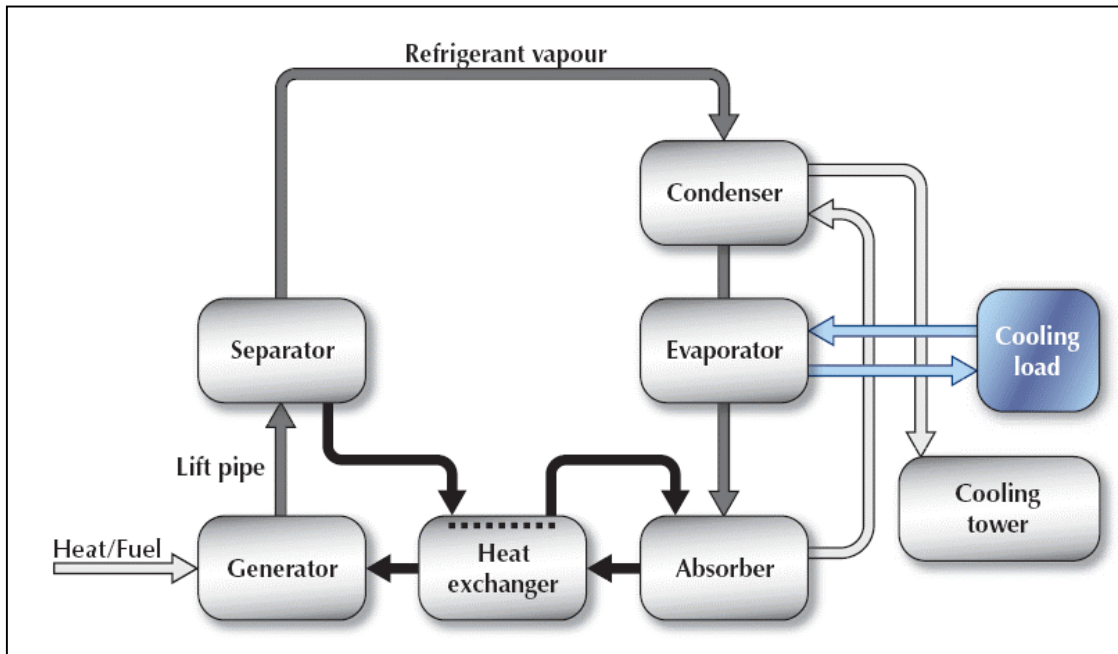 Refrigerant vapour
Condenser
Separator
Evaporator
Cooling
load
Lift pipe
Cooling
tower
Heat/Fuel
Generator
Heat
exchanger
Absorber